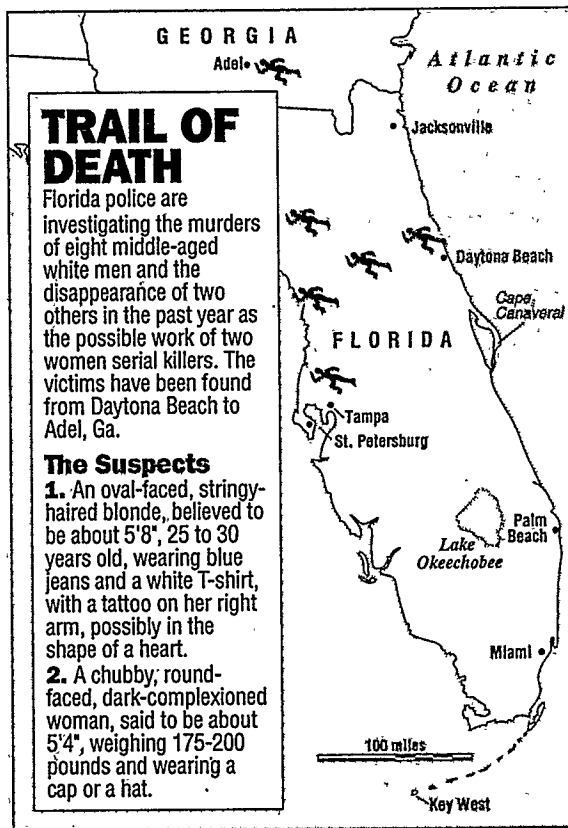 GEORGIA
Adel
Atlantic
Ocean
Jacksonville
TRAIL OF
DEATH
Florida police are
investigating the murders
of eight middle-aged
white men and the
disappearance of two
others in the past year as
the possible work of two
women serial killers. The
victims have been found
from Daytona Beach to
Adel, Ga.
The Suspects
1. An oval-faced, stringy-
haired blonde, believed to
be about 5'8", 25 to 30
years old, wearing blue
jeans and a white T-shirt,
with a tattoo on her right
arm, possibly in the
shape of a heart.
2. A chubby, round-
faced, dark-complexioned
woman, said to be about
5'4", weighing 175-200
pounds and wearing a
cap or a hat.
Daytona Beach
Cape
Canaveral
FLORIDA
Tampa
St. Petersburg
Palm
Beach
Lake
Okeechobee
Miami
100 miles
Key West